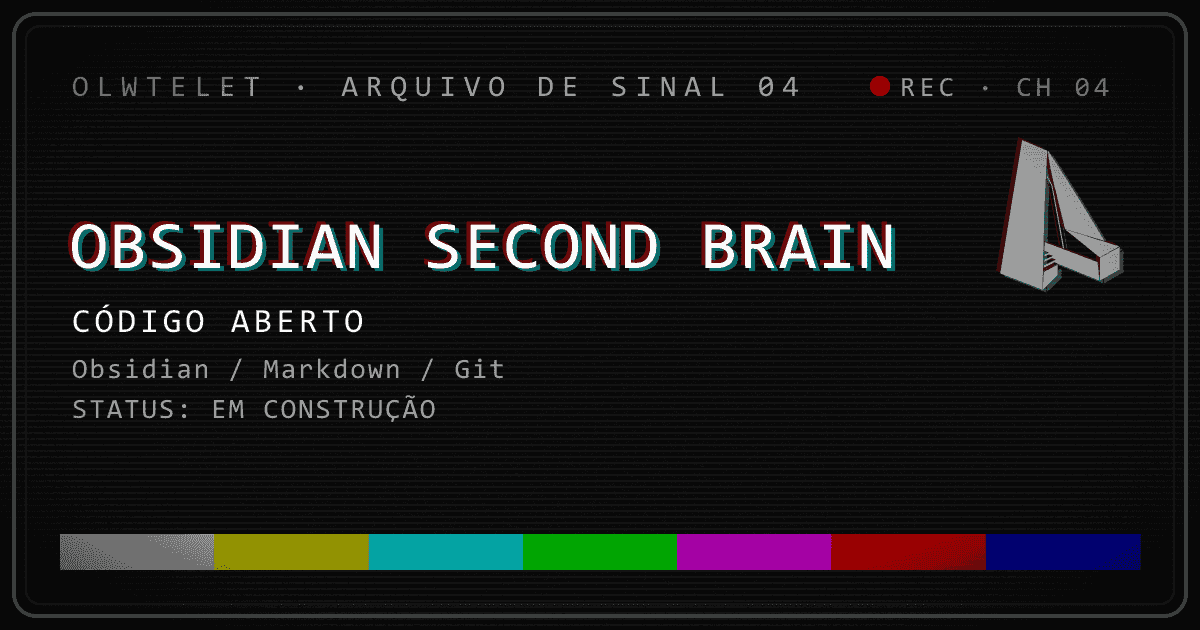 OLWTELET · ARQUIVO DE SINAL 04
REC · CH 04
OBSIDIAN SECOND BRAIN
CÓDIGO ABERTO
Obsidian / Markdown / Git
STATUS: EM CONSTRUÇÃO